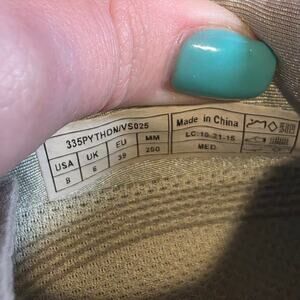 335PYTHON/VS025
USA UK EU MM
8 6 39 250
Made in China
LC:10-21-15
MED